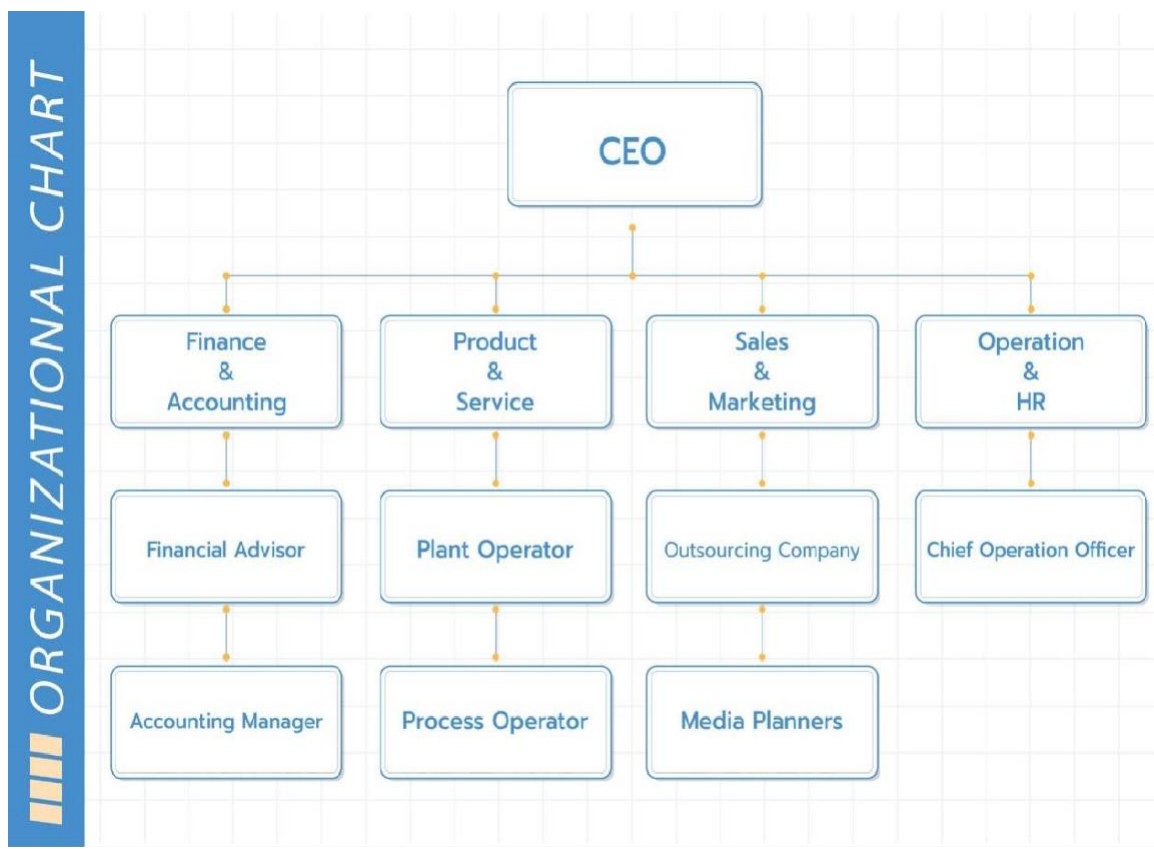 ORGANIZATIONAL CHART
CEO
Finance
&
Accounting
Product
&
Service
Sales
&
Marketing
Operation
&
HR
Financial Advisor
Plant Operator
Outsourcing Company
Chief Operation Officer
Accounting Manager
Process Operator
Media Planners